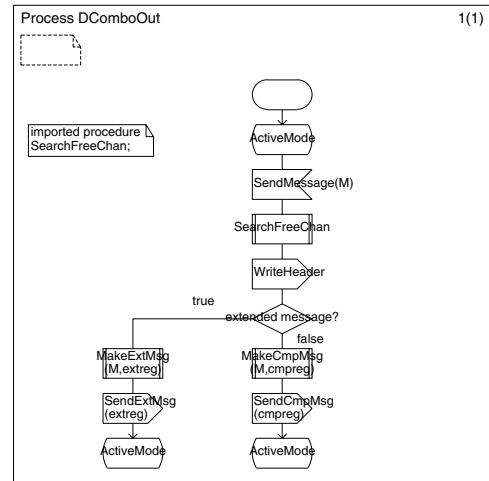 Process DComboOut
1(1)
imported procedure
SearchFreeChan;
ActiveMode
SendMessage(M)
SearchFreeChan
WriteHeader
true
extended message?
false
MakeExtMsg
(M,extreg)
MakeCmpMsg
(M,cmpreg)
SendExtMsg
(extreg)
SendCmpMsg
(cmpreg)
ActiveMode
ActiveMode